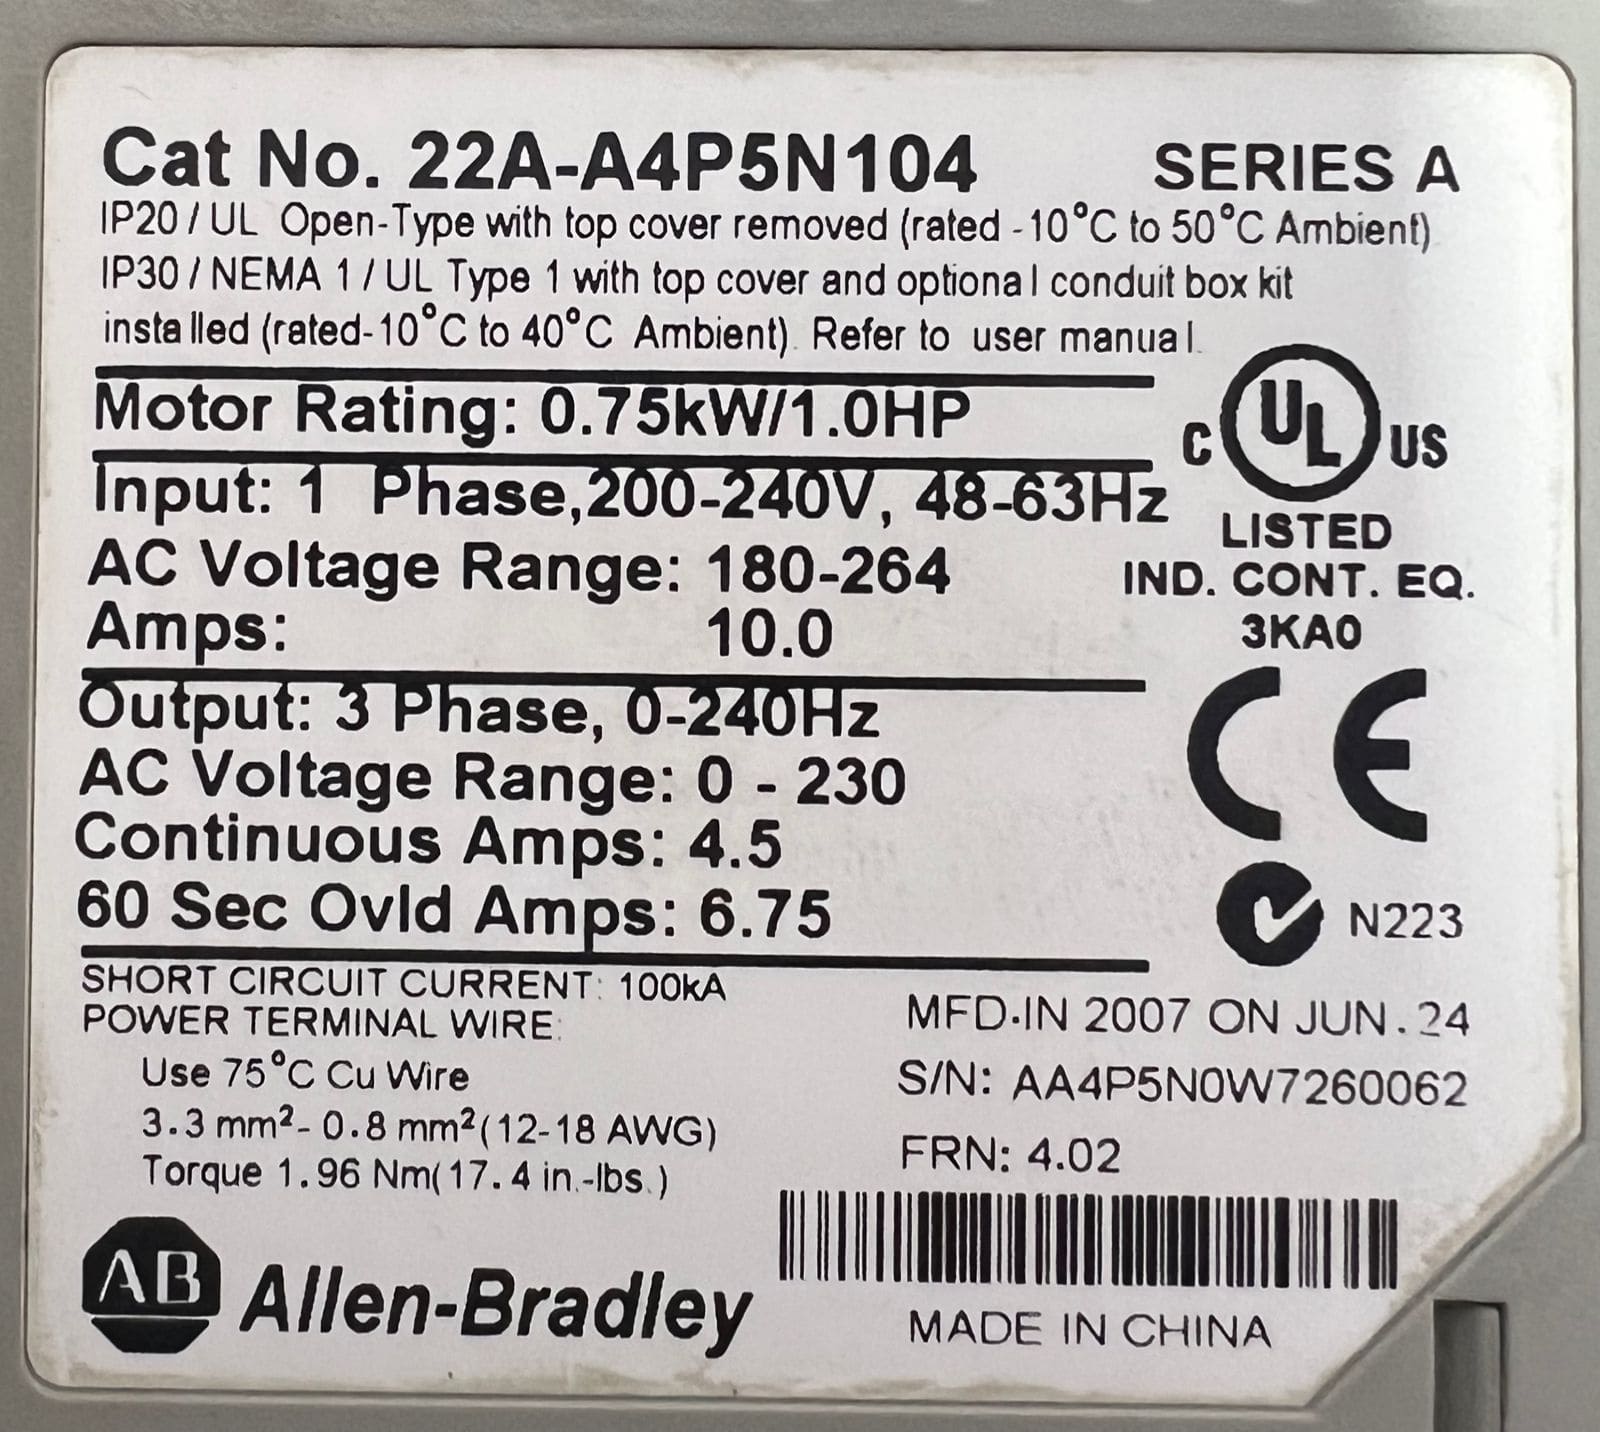 Cat No. 22A-A4P5N104 SERIES A
IP20 / UL Open-Type with top cover removed (rated -10°C to 50°C Ambient)
IP30 / NEMA 1 / UL Type 1 with top cover and optional conduit box kit
installed (rated-10°C to 40°C Ambient). Refer to user manual.
Motor Rating: 0.75kW/1.0HP
C UL US
Input: 1 Phase,200-240V, 48-63Hz
LISTED
AC Voltage Range: 180-264
IND. CONT. EQ.
Amps: 10.0
3KA0
Output: 3 Phase, 0-240Hz
CE
AC Voltage Range: 0 - 230
Continuous Amps: 4.5
60 Sec Ovld Amps: 6.75
N223
SHORT CIRCUIT CURRENT: 100kA
POWER TERMINAL WIRE:
Use 75°C Cu Wire
3.3 mm²- 0.8 mm²(12-18 AWG)
Torque 1.96 Nm(17.4 in.-lbs.)
MFD.IN 2007 ON JUN. 24
S/N: AA4P5N0W7260062
FRN: 4.02
AB Allen-Bradley
MADE IN CHINA